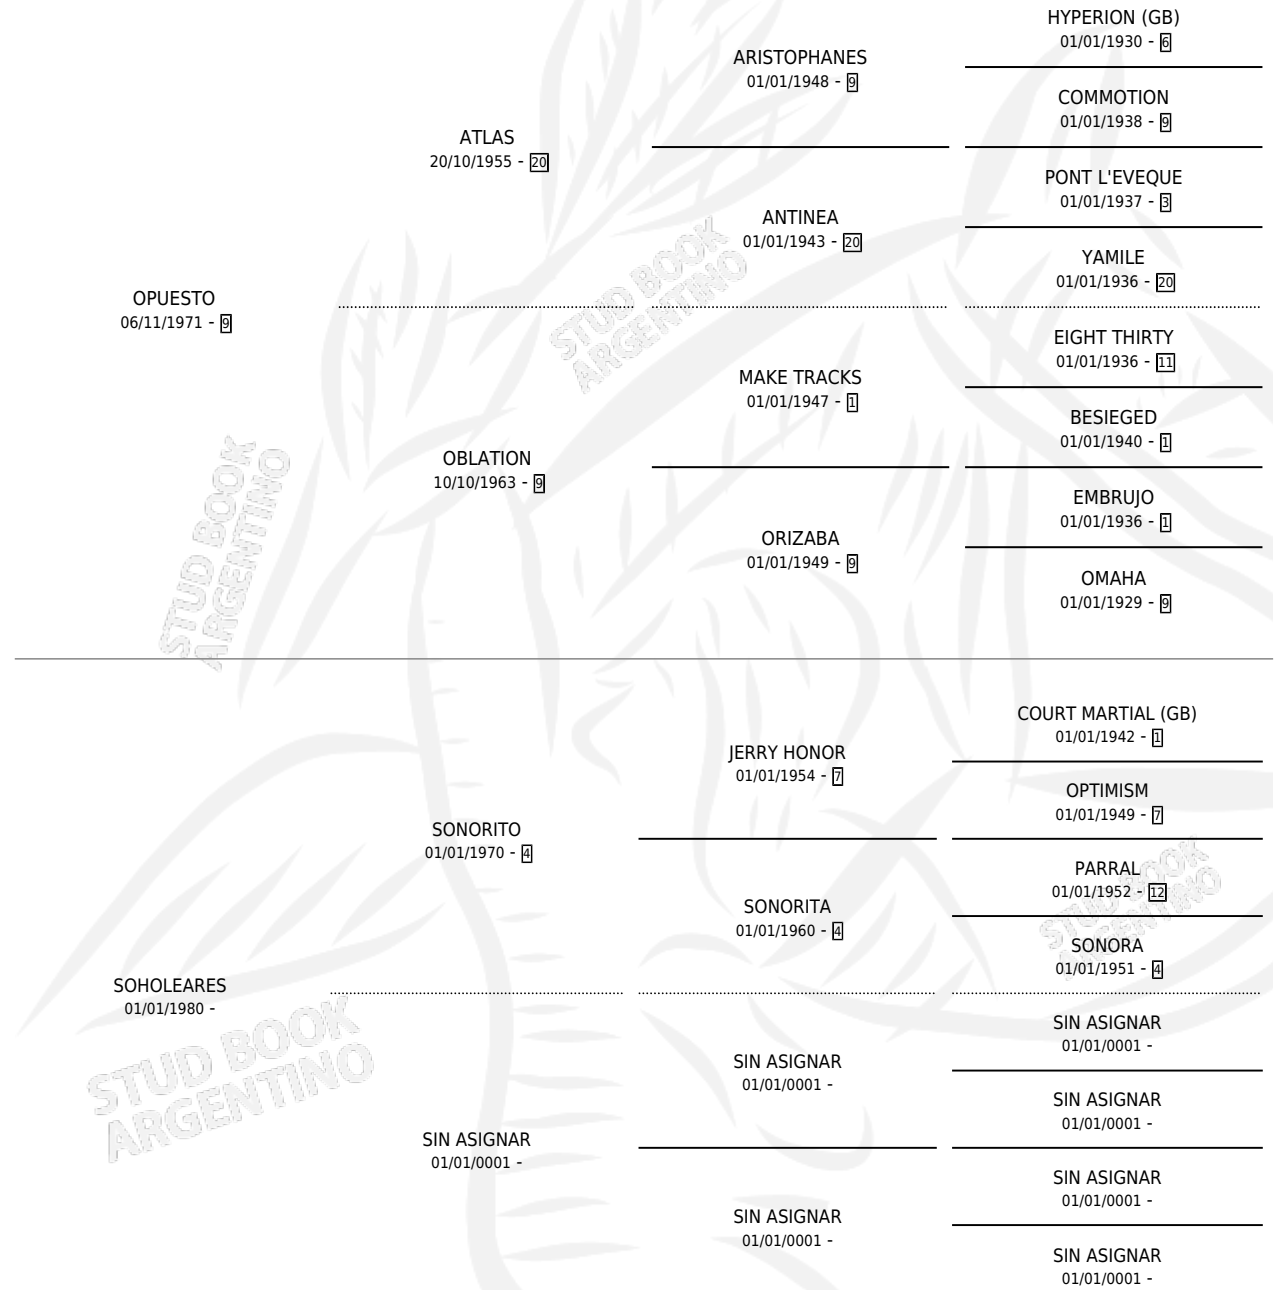 HYPERION (GB)
01/01/1930 - 6
ARISTOPHANES
01/01/1948 - 9
COMMOTION
01/01/1938 - 9
ATLAS
20/10/1955 - 20
PONT L'EVEQUE
01/01/1937 - 3
ANTINEA
01/01/1943 - 20
YAMILE
01/01/1936 - 20
OPUESTO
06/11/1971 - 9
EIGHT THIRTY
01/01/1936 - 11
MAKE TRACKS
01/01/1947 - 1
BESIEGED
01/01/1940 - 1
OBLATION
10/10/1963 - 9
EMBRUJO
01/01/1936 - 1
ORIZABA
01/01/1949 - 9
OMAHA
01/01/1929 - 9
STUD BOOK
ARGENTINO
STUD BOOK
ARGENTINO
COURT MARTIAL (GB)
01/01/1942 - 1
JERRY HONOR
01/01/1954 - 7
OPTIMISM
01/01/1949 - 7
SONORITO
01/01/1970 - 4
PARRAL
01/01/1952 - 12
SONORITA
01/01/1960 - 4
SONORA
01/01/1951 - 4
STUD BOOK
ARGENTINO
SOHOLEARES
01/01/1980 -
SIN ASIGNAR
01/01/0001 -
SIN ASIGNAR
01/01/0001 -
SIN ASIGNAR
01/01/0001 -
SIN ASIGNAR
01/01/0001 -
SIN ASIGNAR
01/01/0001 -
SIN ASIGNAR
01/01/0001 -
SIN ASIGNAR
01/01/0001 -
STUD BOOK
ARGENTINO